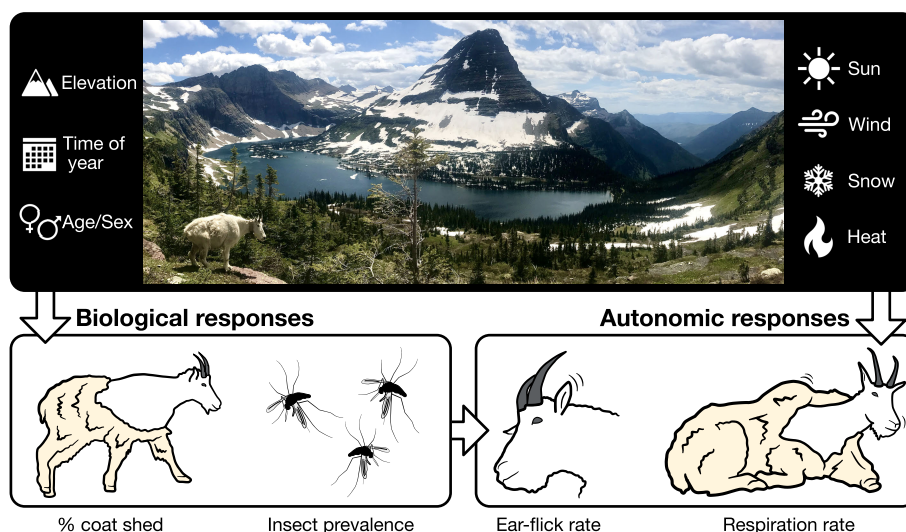 Elevation
Time of
year
Age/Sex
Sun
Wind
Snow
Heat
Biological responses
Autonomic responses
% coat shed
Insect prevalence
Ear-flick rate
Respiration rate